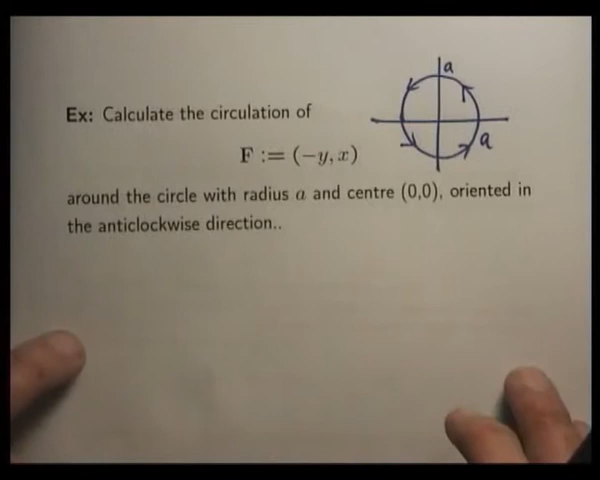 a
Ex: Calculate the circulation of
F := (−y, x)
a
around the circle with radius a and centre (0,0), oriented in
the anticlockwise direction..